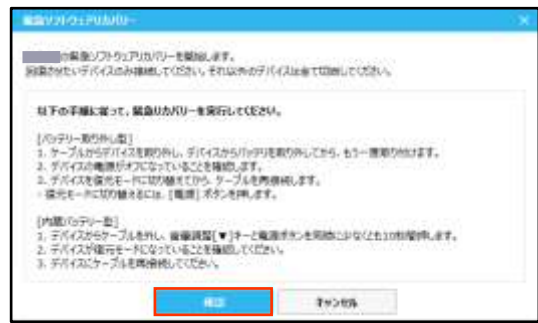 緊急ソフトウェアリカバリー
の緊急ソフトウェアリカバリーを開始します。
回復させたいデバイスのみ接続してください。それ以外のデバイスは全て切断してください。
以下の手順に従って、緊急リカバリーを実行してください。
[バッテリー取り外し型]
1. ケーブルからデバイスを取り外し、デバイスからバッテリを取り外してから、もう一度取り付けます。
2. デバイスの電源がオフになっていることを確認します。
3. デバイスを復元モードに切り替えてから、ケーブルを再接続します。
- 復元モードに切り替えるには、[電源] ボタンを押します。
[内蔵バッテリー型]
1. デバイスからケーブルを外し、音量調整[▼]キーと電源ボタンを同時に少なくとも10秒間押します。
2. デバイスが復元モードになっていることを確認してください。
3. デバイスにケーブルを再接続してください。
確認
キャンセル